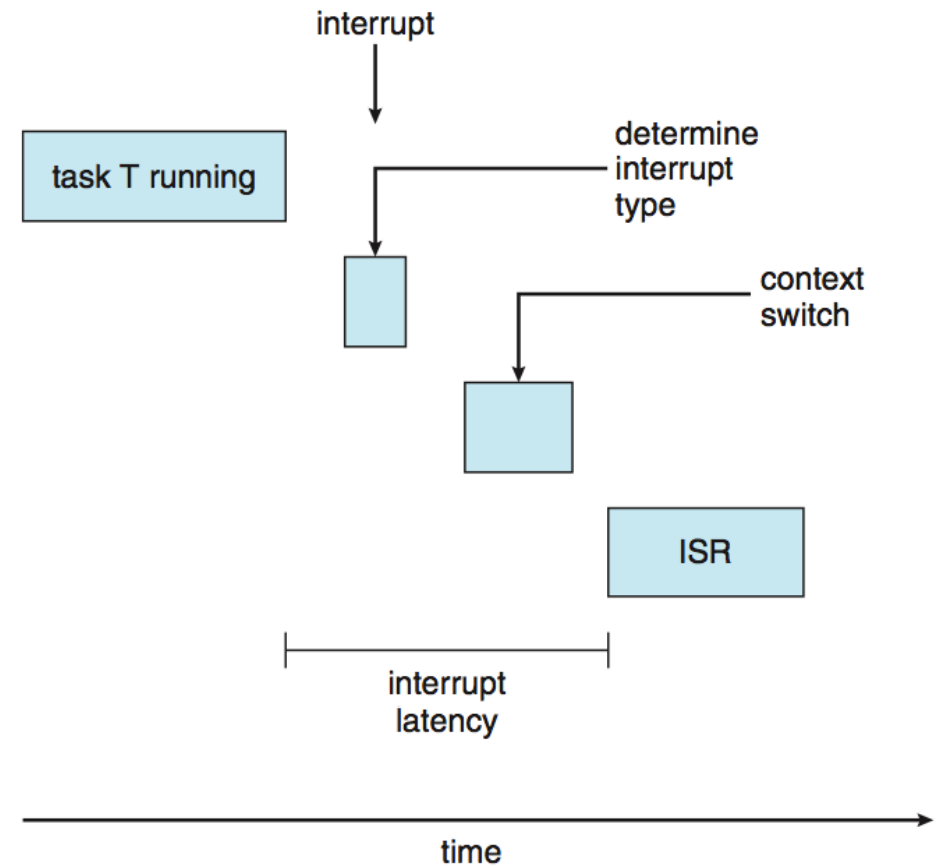 interrupt
task T running
determine
interrupt
type
context
switch
ISR
interrupt
latency
time